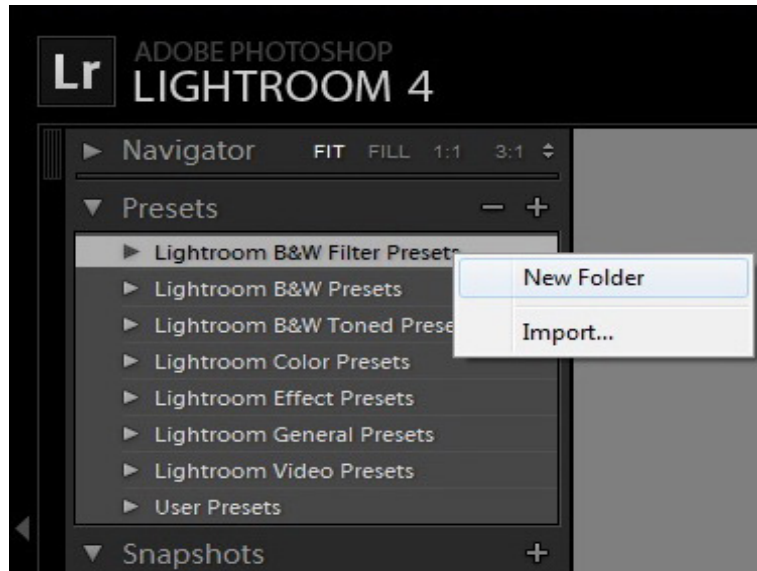 Lr ADOBE PHOTOSHOP
LIGHTROOM 4
Navigator FIT FILL 1:1 3:1
Presets
Lightroom B&W Filter Presets
Lightroom B&W Presets
Lightroom B&W Toned Prese
Lightroom Color Presets
Lightroom Effect Presets
Lightroom General Presets
Lightroom Video Presets
User Presets
Snapshots
New Folder
Import...